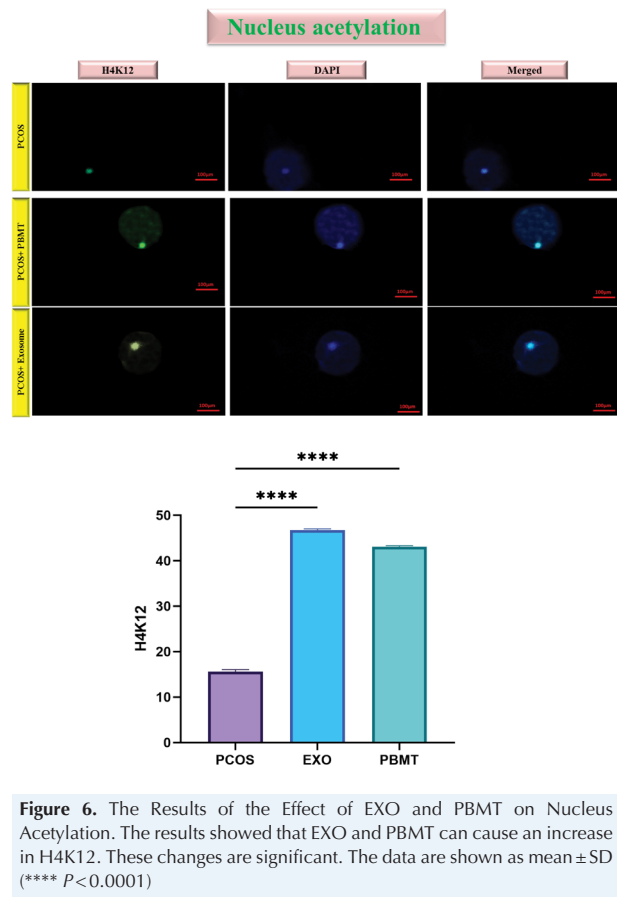 Nucleus acetylation
H4K12 DAPI Merged
PCOS
100µm 100µm 100µm
PCOS+ PBMT
100µm 100µm 100µm
PCOS+ Exosome
100µm 100µm 100µm
****
****
50
40
30
20
10
0
H4K12
PCOS EXO PBMT
Figure 6. The Results of the Effect of EXO and PBMT on Nucleus
Acetylation. The results showed that EXO and PBMT can cause an increase
in H4K12. These changes are significant. The data are shown as mean ± SD
(**** P < 0.0001)